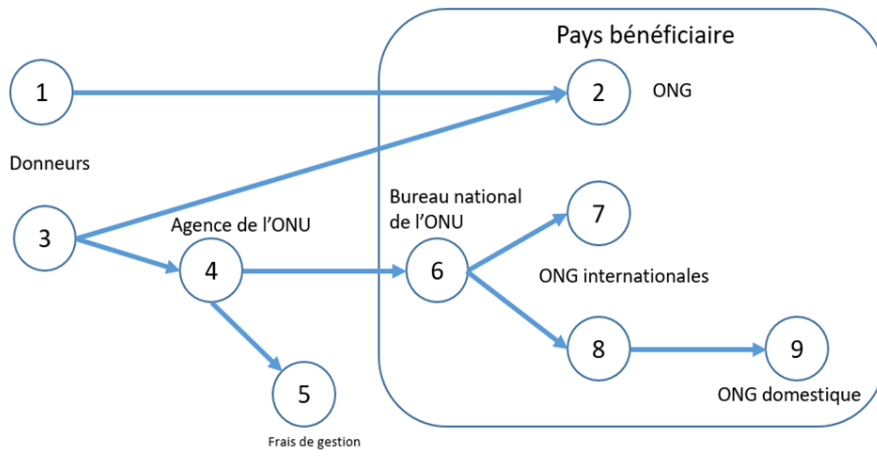 Pays bénéficiaire
1
2
ONG
Donneurs
3
Agence de l'ONU
4
Bureau national
de l'ONU
6
7
ONG internationales
8
9
ONG domestique
5
Frais de gestion